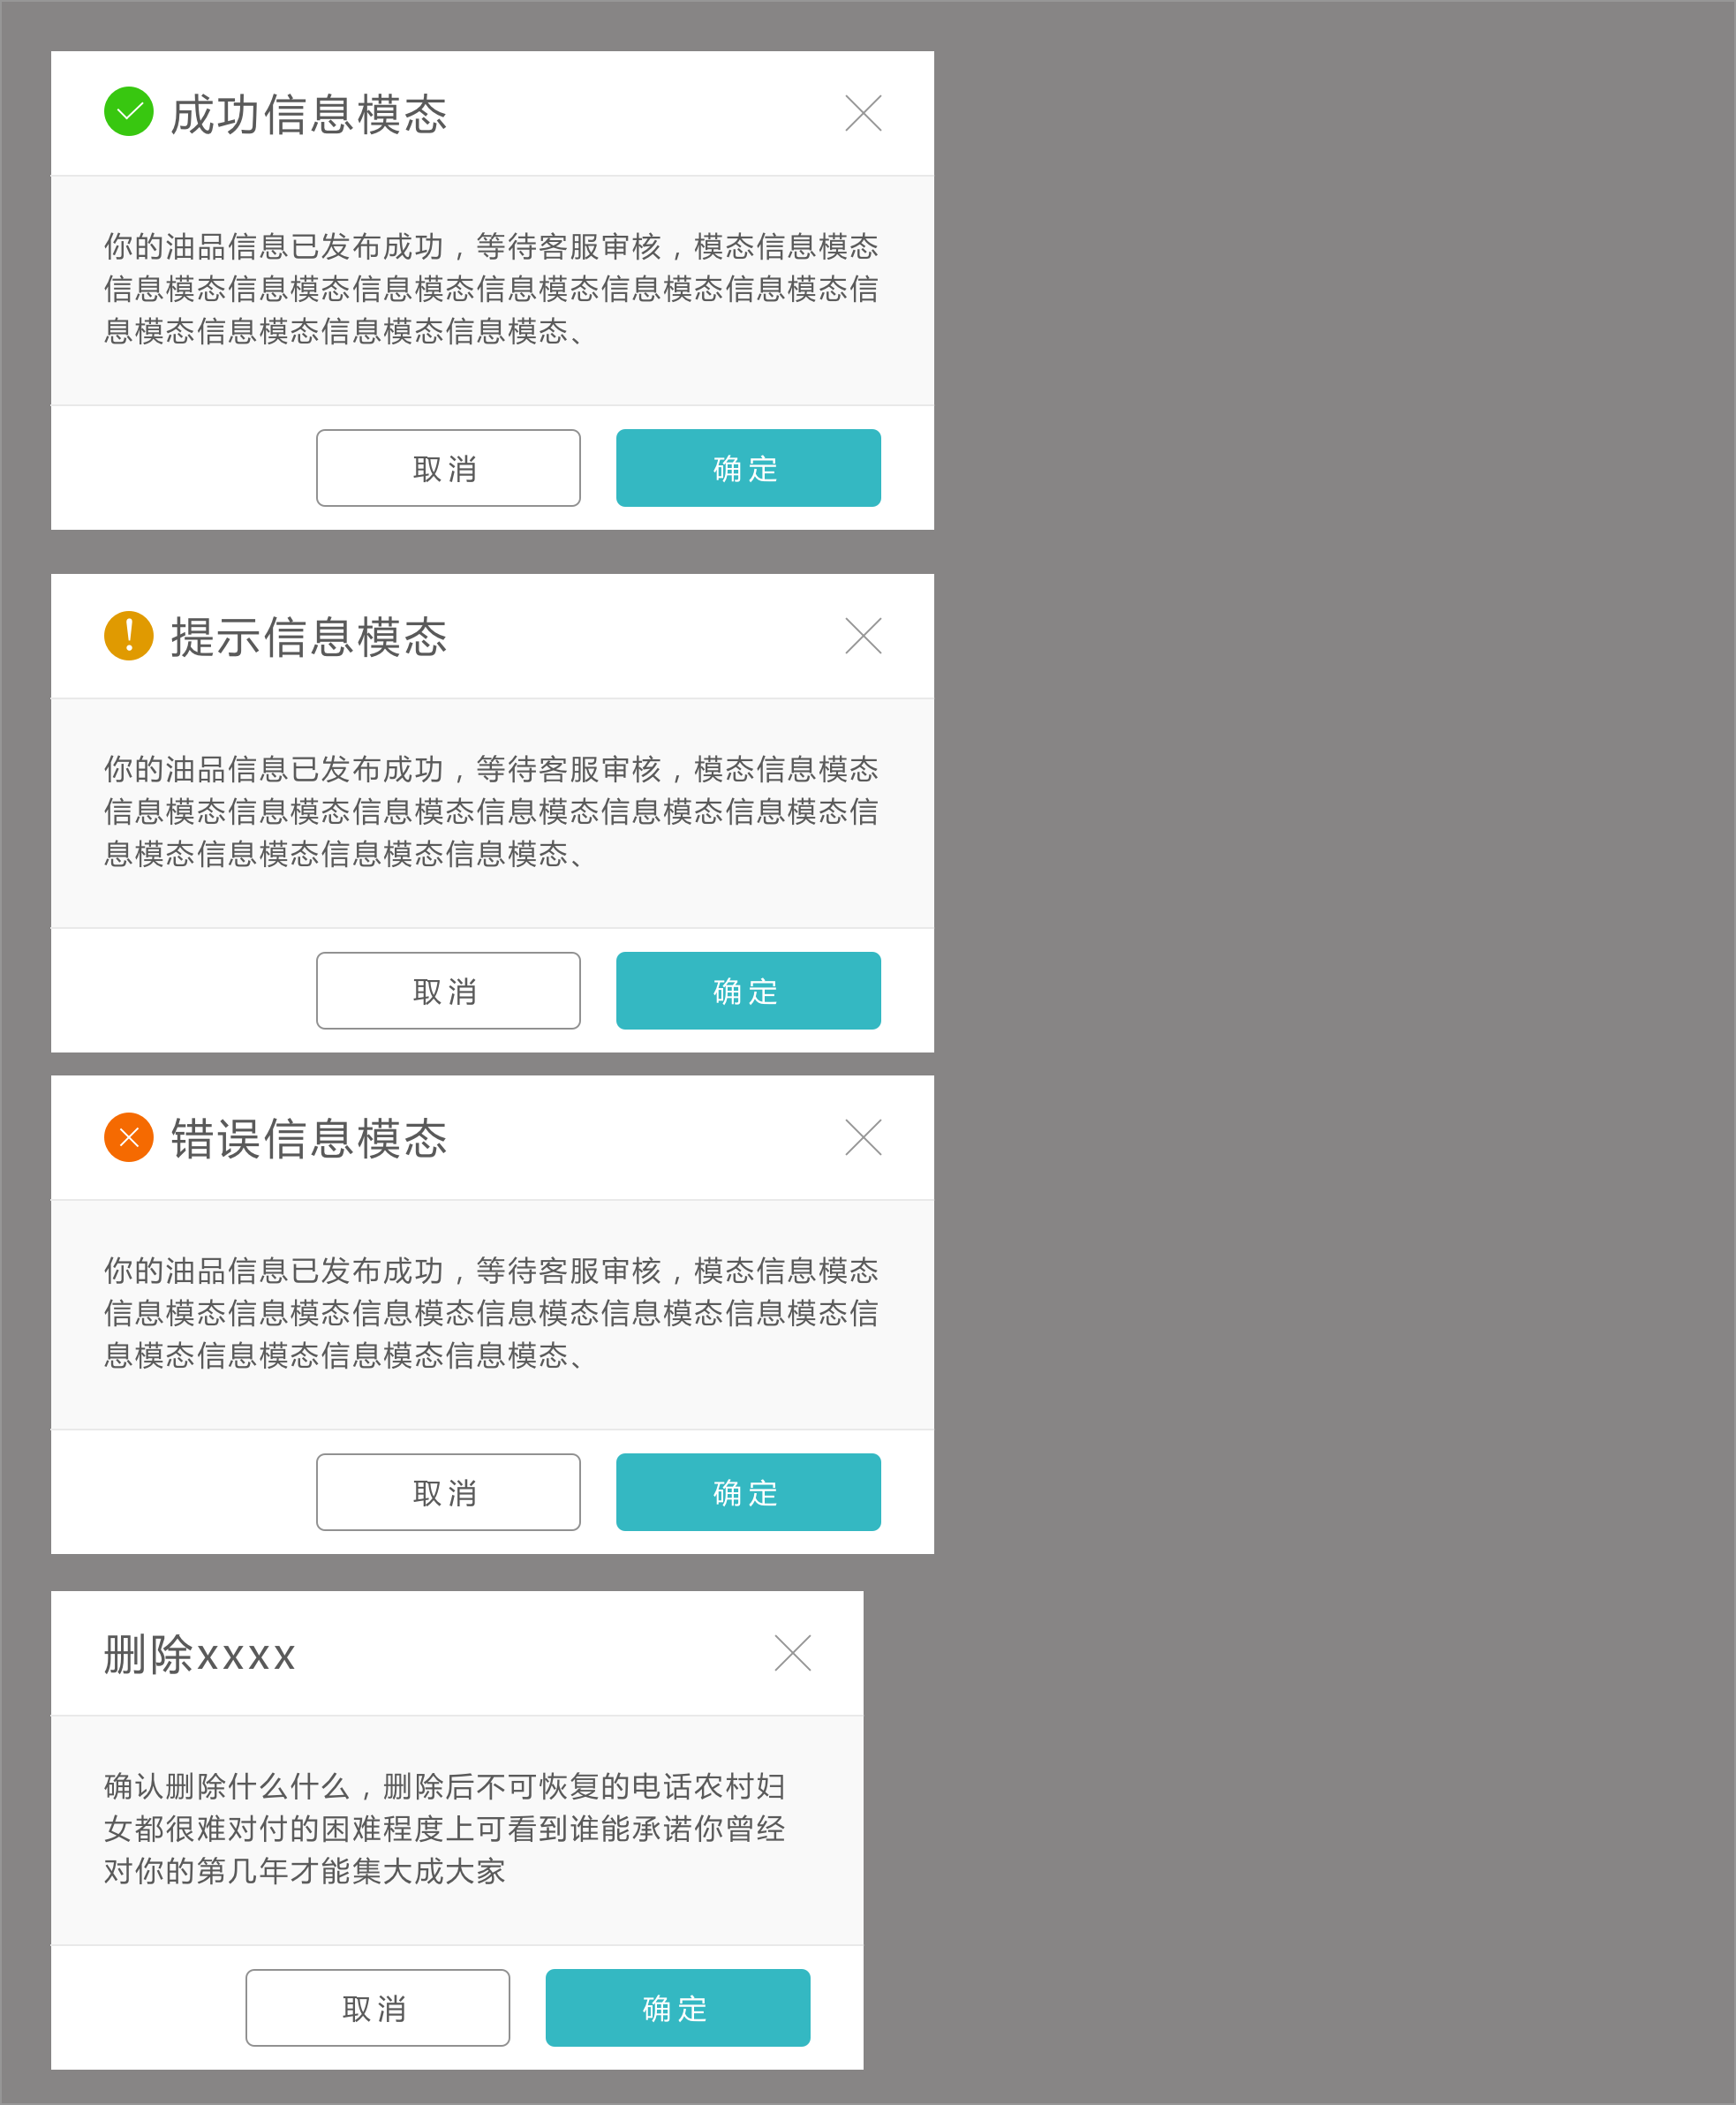 成功信息模态
你的油品信息已发布成功，等待客服审核，模态信息模态
信息模态信息模态信息模态信息模态信息模态信息模态信
息模态信息模态信息模态信息模态、
取消
确定
提示信息模态
你的油品信息已发布成功，等待客服审核，模态信息模态
信息模态信息模态信息模态信息模态信息模态信息模态信
息模态信息模态信息模态信息模态、
取消
确定
错误信息模态
你的油品信息已发布成功，等待客服审核，模态信息模态
信息模态信息模态信息模态信息模态信息模态信息模态信
息模态信息模态信息模态信息模态、
取消
确定
删除xxxx
确认删除什么什么，删除后不可恢复的电话农村妇
女都很难对付的困难程度上可看到谁能承诺你曾经
对你的第几年才能集大成大家
取消
确定